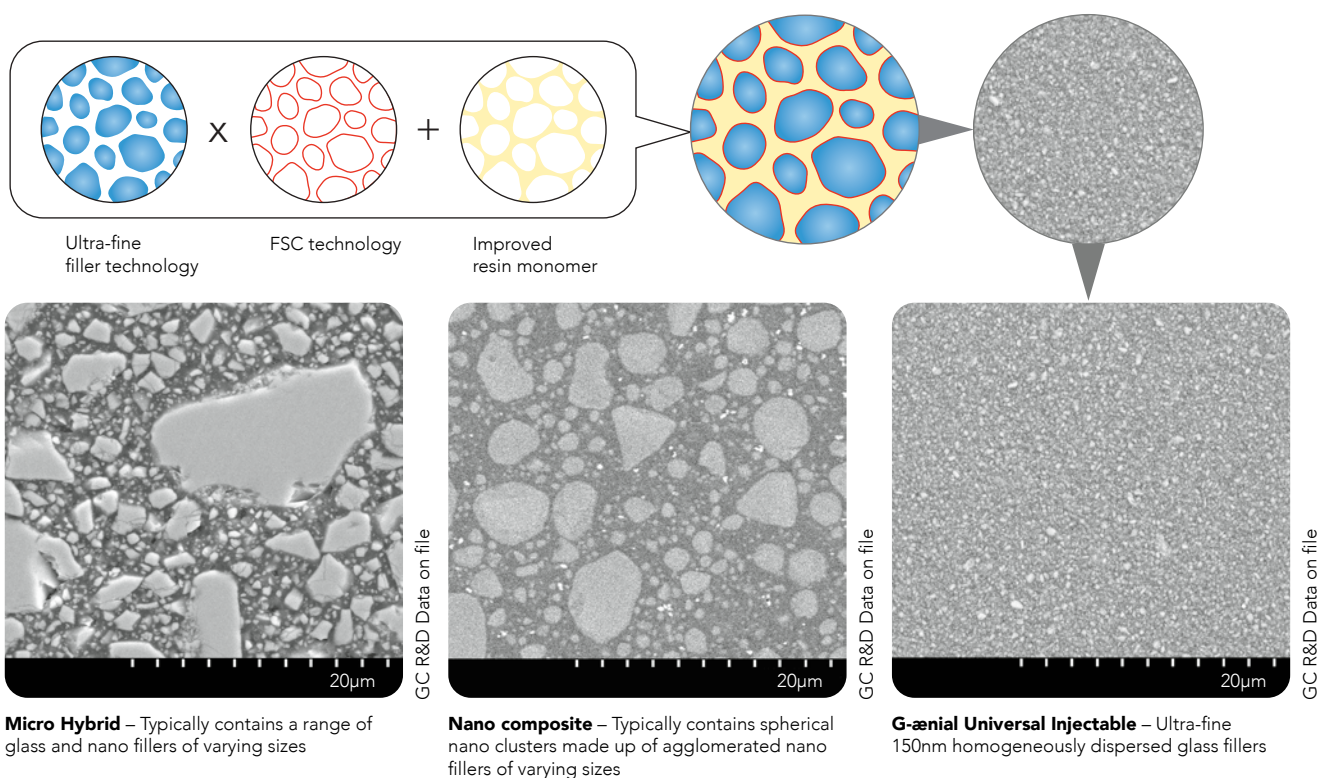 X
+
Ultra-fine
filler technology
FSC technology
Improved
resin monomer
20µm
GC R&D Data on file
20µm
GC R&D Data on file
20µm
GC R&D Data on file
Micro Hybrid – Typically contains a range of
glass and nano fillers of varying sizes
Nano composite – Typically contains spherical
nano clusters made up of agglomerated nano
fillers of varying sizes
G-ænial Universal Injectable – Ultra-fine
150nm homogeneously dispersed glass fillers